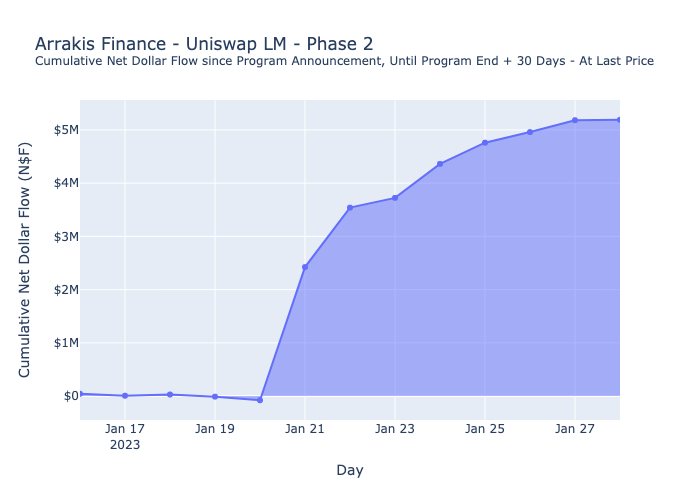 Arrakis Finance - Uniswap LM - Phase 2
Cumulative Net Dollar Flow since Program Announcement, Until Program End + 30 Days - At Last Price
Cumulative Net Dollar Flow (N$F)
$5M
$4M
$3M
$2M
$1M
$0
Jan 17 Jan 19 Jan 21 Jan 23 Jan 25 Jan 27
2023
Day